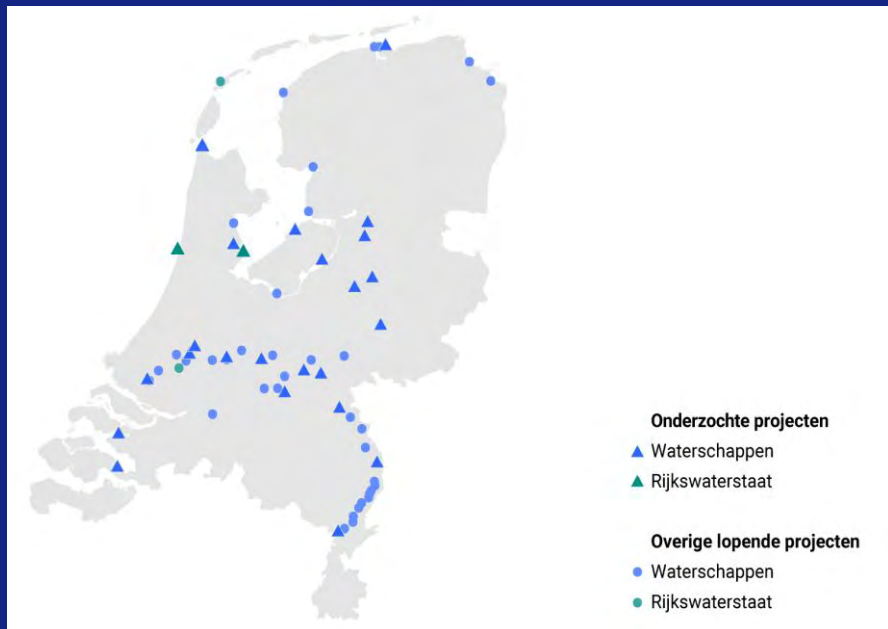 Onderzochte projecten
Waterschappen
Rijkswaterstaat
Overige lopende projecten
Waterschappen
Rijkswaterstaat